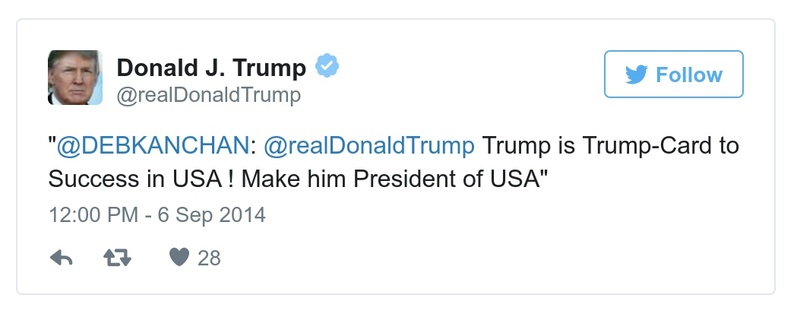 Donald J. Trump
@realDonaldTrump
Follow
"@DEBKANCHAN: @realDonaldTrump Trump is Trump-Card to
Success in USA ! Make him President of USA"
12:00 PM - 6 Sep 2014
28